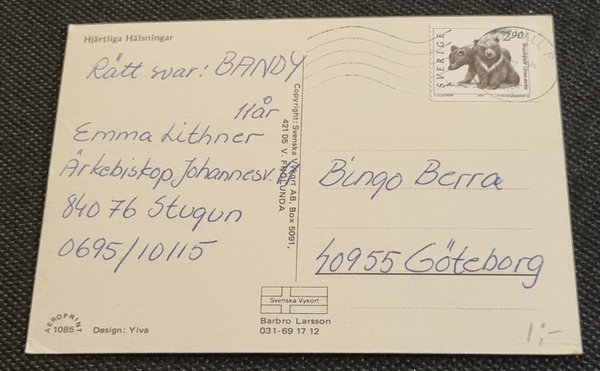 Hjärtliga Hälsningar
Rätt svar: BANDY
11år
Emma Lithner
Ärkebiskop Johannesv.
84076 Stugun
0695/10115
Copyright: Svenska Vykort AB, Box 5091,
421 05 V. FRÖLUNDA
SVERIGE
2.90
Bingo Berra
40955 Göteborg
Svenska Vykort
Barbro Larsson
031-69 17 12
AEROPRINT
1085 Design: Ylva
1:-